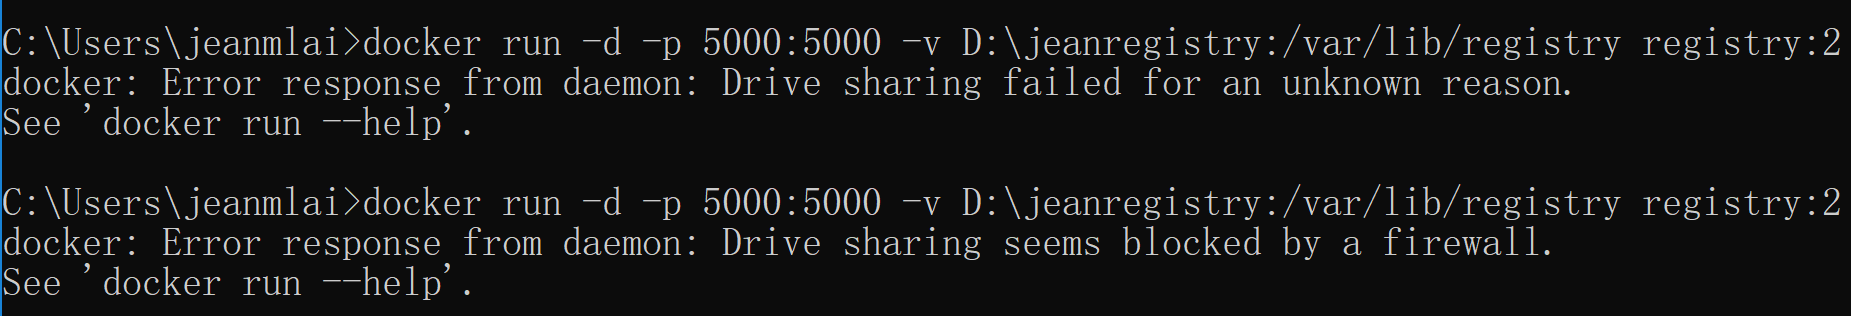 C:\Users\jeanmlai>docker run -d -p 5000:5000 -v D:\jeanregistry:/var/lib/registry registry:2
docker: Error response from daemon: Drive sharing failed for an unknown reason.
See 'docker run --help'.
C:\Users\jeanmlai>docker run -d -p 5000:5000 -v D:\jeanregistry:/var/lib/registry registry:2
docker: Error response from daemon: Drive sharing seems blocked by a firewall.
See 'docker run --help'.